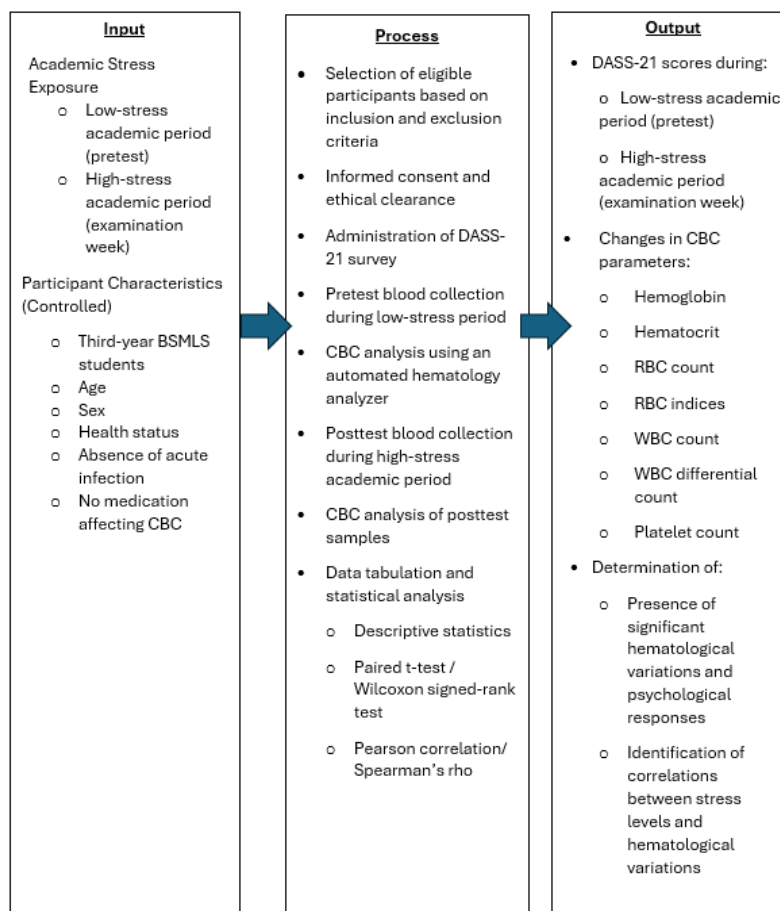 Input
Academic Stress
Exposure
o Low-stress
academic period
(pretest)
o High-stress
academic period
(examination
week)
Participant Characteristics
(Controlled)
o Third-year BSMLS
students
o Age
o Sex
o Health status
o Absence of acute
infection
o No medication
affecting CBC
Process
• Selection of eligible
participants based on
inclusion and exclusion
criteria
• Informed consent and
ethical clearance
• Administration of DASS-
21 survey
• Pretest blood collection
during low-stress period
• CBC analysis using an
automated hematology
analyzer
• Posttest blood collection
during high-stress
academic period
• CBC analysis of posttest
samples
• Data tabulation and
statistical analysis
o Descriptive statistics
o Paired t-test /
Wilcoxon signed-rank
test
o Pearson correlation/
Spearman's rho
Output
• DASS-21 scores during:
o Low-stress academic
period (pretest)
o High-stress
academic period
(examination week)
• Changes in CBC
parameters:
o Hemoglobin
o Hematocrit
o RBC count
o RBC indices
o WBC count
o WBC differential
count
o Platelet count
• Determination of:
o Presence of
significant
hematological
variations and
psychological
responses
o Identification of
correlations
between stress
levels and
hematological
variations